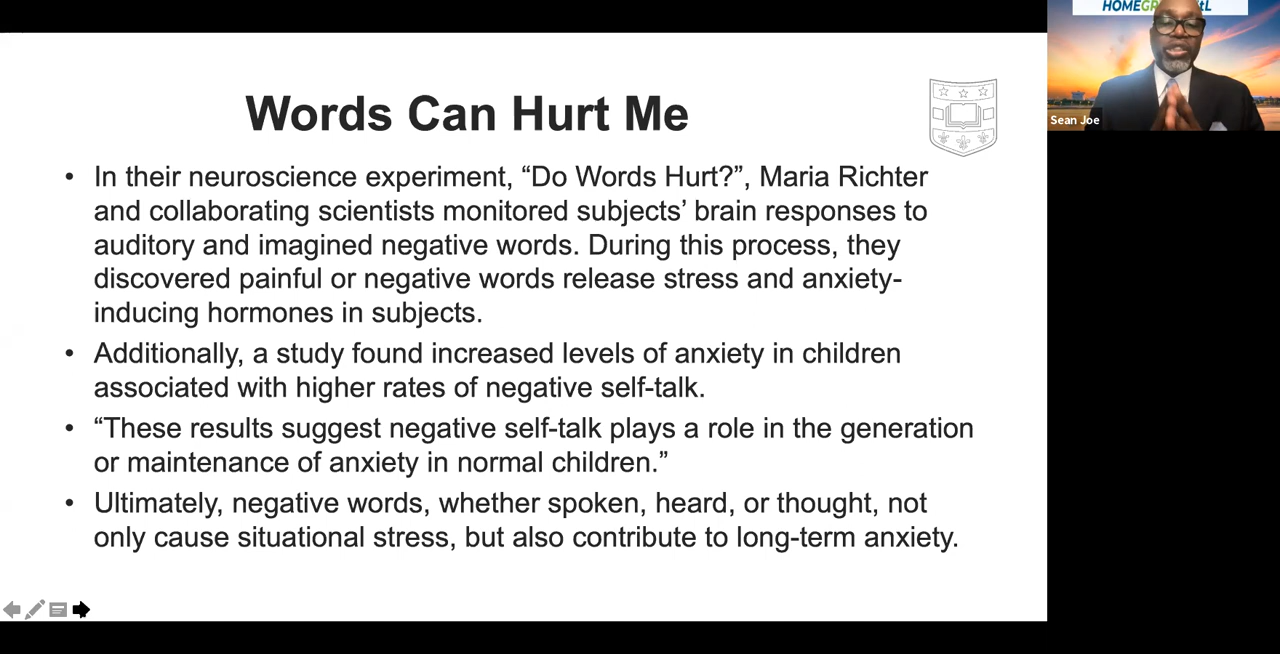 Words Can Hurt Me
• In their neuroscience experiment, “Do Words Hurt?”, Maria Richter
and collaborating scientists monitored subjects’ brain responses to
auditory and imagined negative words. During this process, they
discovered painful or negative words release stress and anxiety-
inducing hormones in subjects.
• Additionally, a study found increased levels of anxiety in children
associated with higher rates of negative self-talk.
• “These results suggest negative self-talk plays a role in the generation
or maintenance of anxiety in normal children.”
• Ultimately, negative words, whether spoken, heard, or thought, not
only cause situational stress, but also contribute to long-term anxiety.
Sean Joe